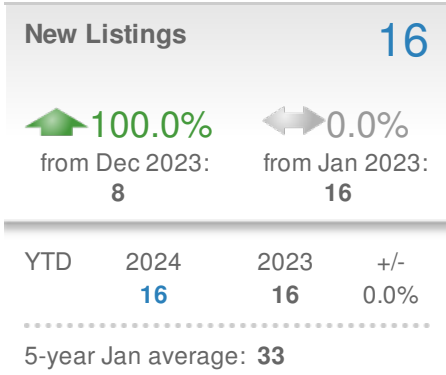 New Listings 16
100.0% 0.0%
from Dec 2023: from Jan 2023:
8 16
YTD 2024 2023 +/-
16 16 0.0%
5-year Jan average: 33